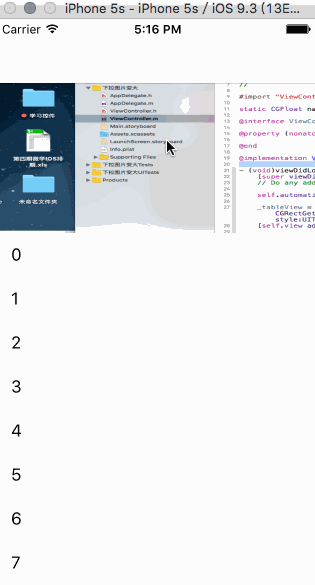 iPhone 5s - iPhone 5s / iOS 9.3 (13E...
Carrier 5:16 PM
学习控件
第四期教学iOS排期.xls
未命名文件夹
下拉图片变大
AppDelegate.h
AppDelegate.m
ViewController.h
ViewController.m
Main.storyboard
Assets.xcassets
LaunchScreen.storyboard
Info.plist
Supporting Files
下拉图片变大Tests
下拉图片变大UITests
Products
//
#import "ViewCont
static CGFloat na
@interface ViewCo
@property (nonato
@end
@implementation V
- (void)viewDidLo
[super viewDid
// Do any addi
self.automati
_tableView =
CGRectGet
style:UIT
[self.view ad
0
1
2
3
4
5
6
7